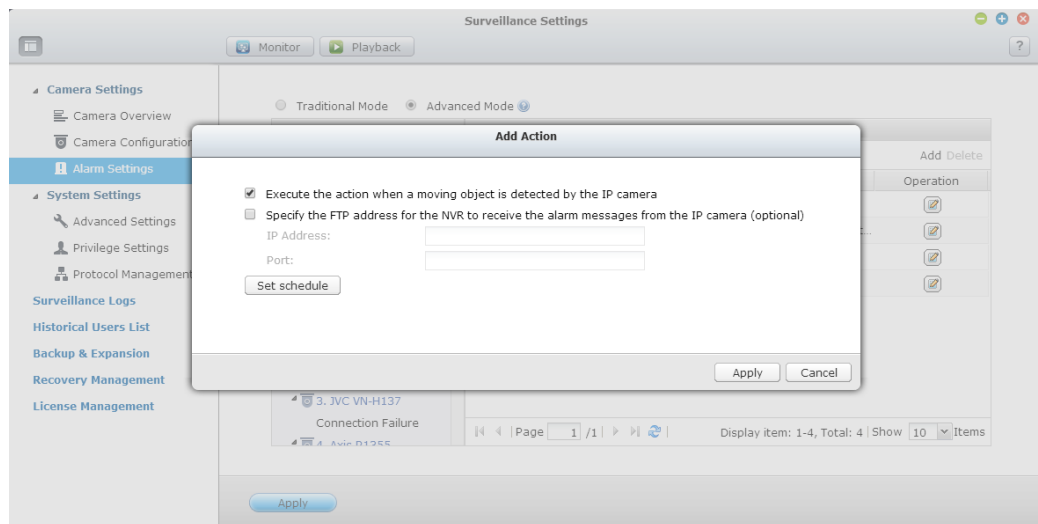 Surveillance Settings
Monitor
Playback
?
Camera Settings
Camera Overview
Camera Configuration
Alarm Settings
System Settings
Advanced Settings
Privilege Settings
Protocol Management
Surveillance Logs
Historical Users List
Backup & Expansion
Recovery Management
License Management
Traditional Mode
Advanced Mode
Add Action
Execute the action when a moving object is detected by the IP camera
Specify the FTP address for the NVR to receive the alarm messages from the IP camera (optional)
IP Address:
Port:
Set schedule
Apply
Cancel
Add Delete
Operation
3. JVC VN-H137
Connection Failure
4. Axis P1355
Page 1 /1
Display item: 1-4, Total: 4 | Show 10 Items
Apply